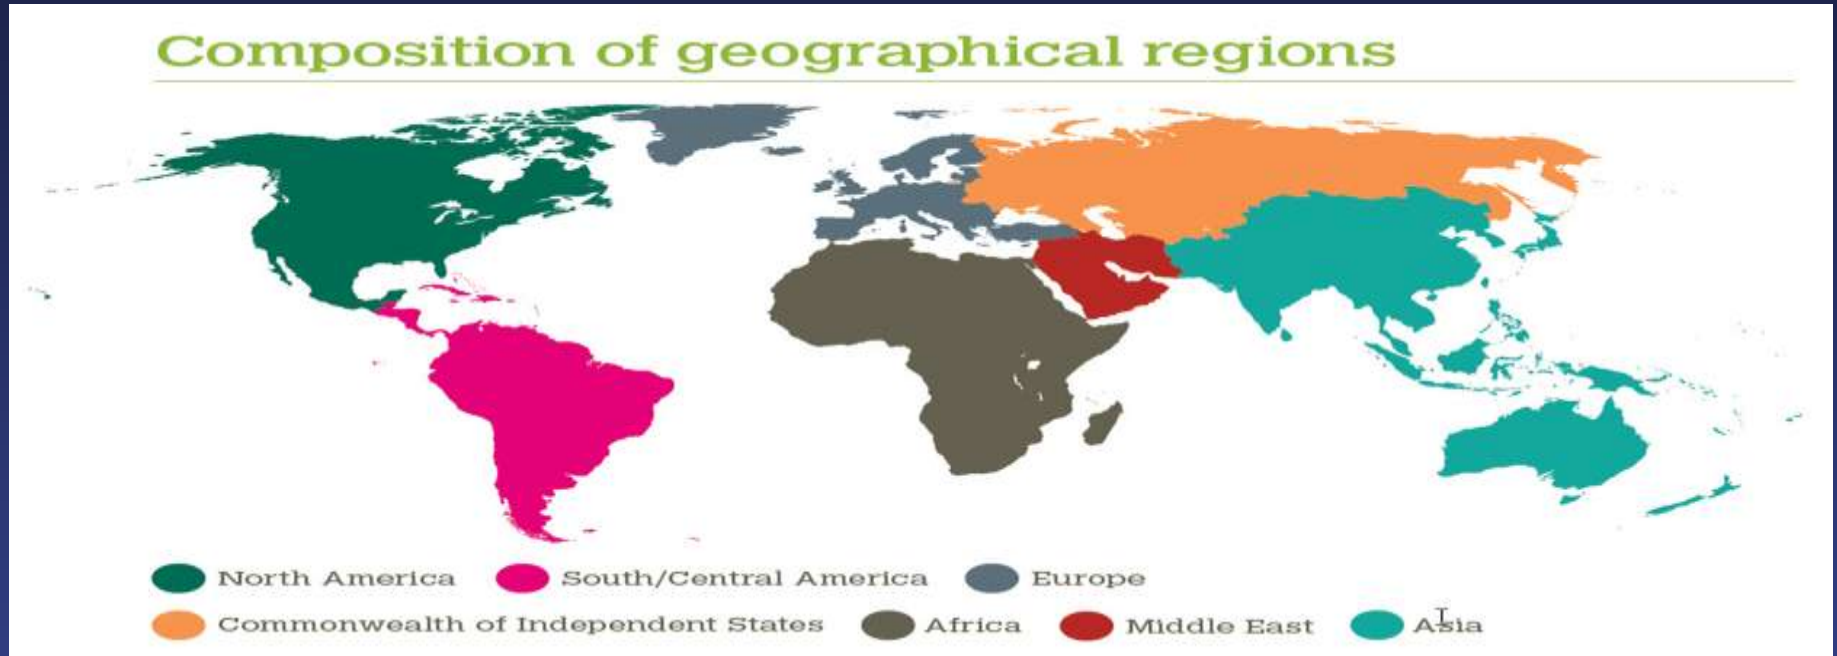 Composition of geographical regions
North America South/Central America Europe
Commonwealth of Independent States Africa Middle East Asia